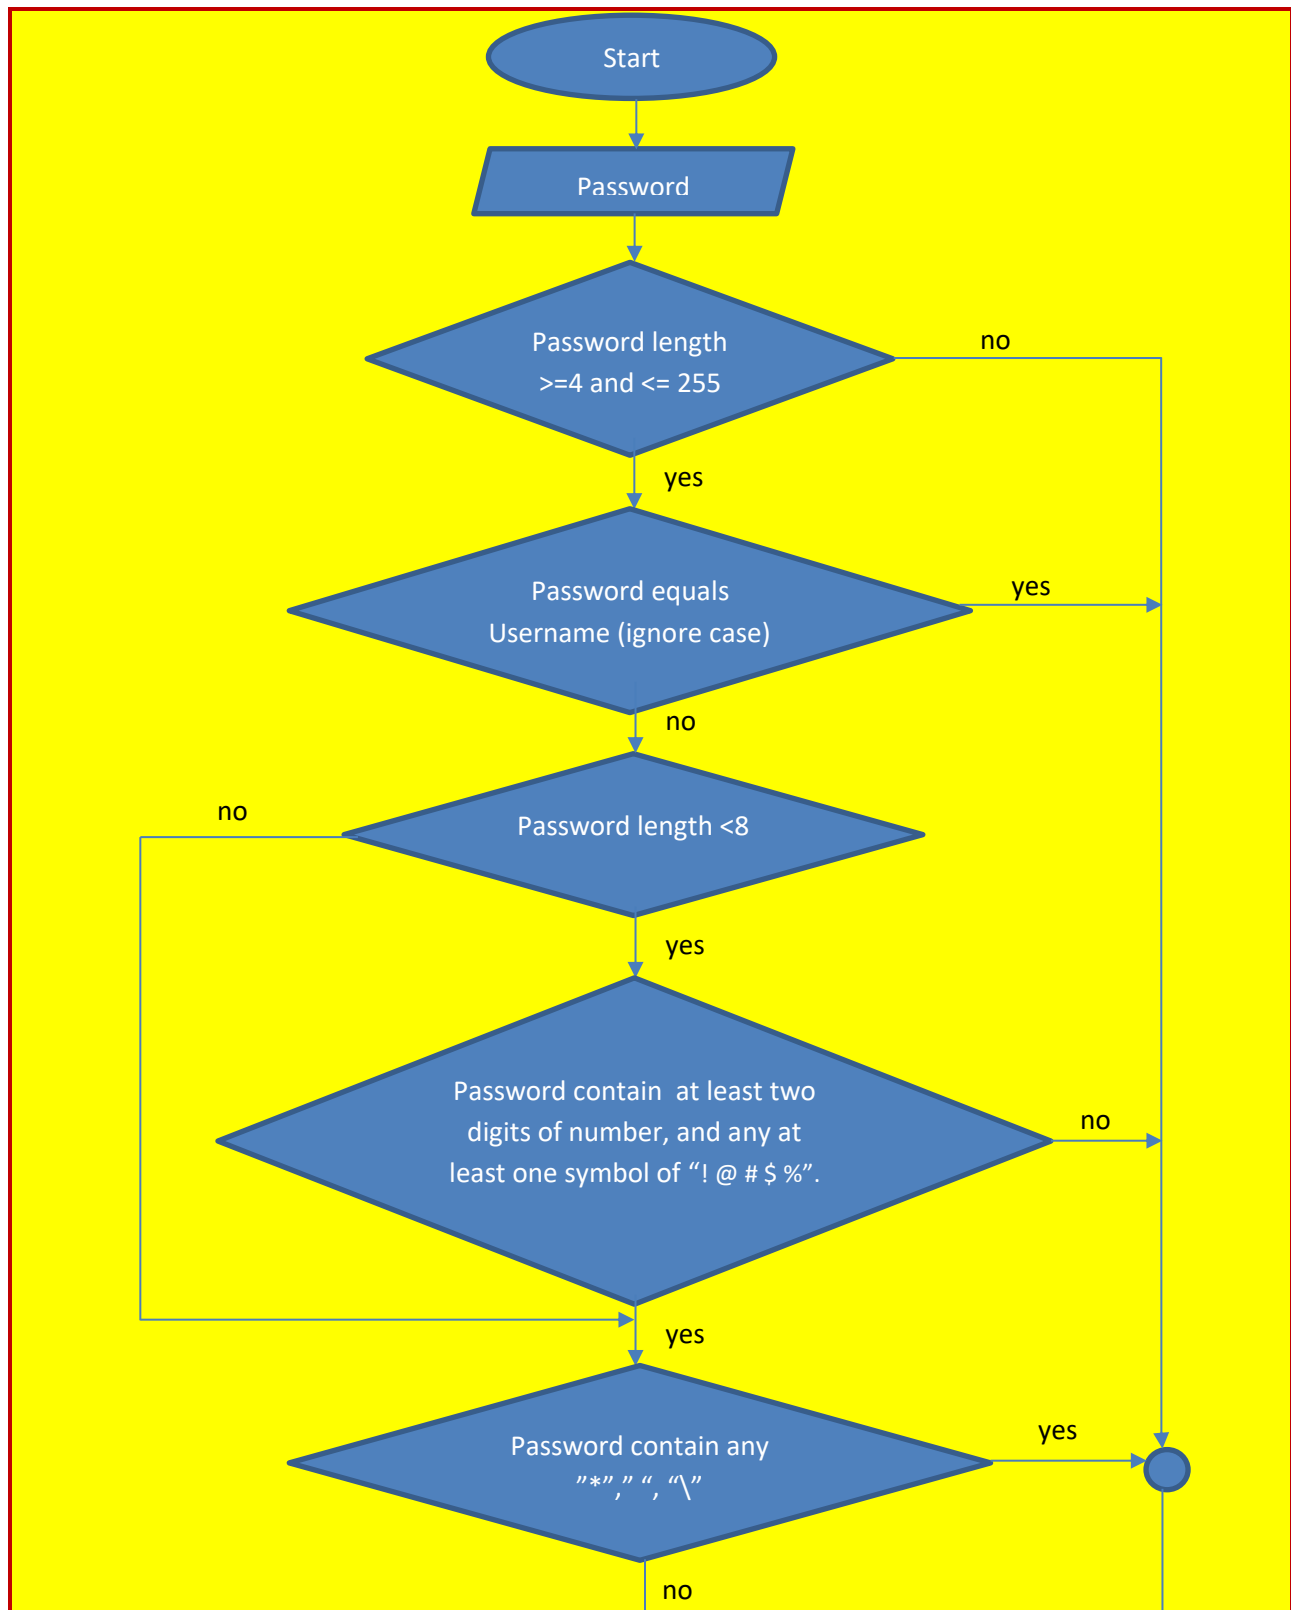 Start
Password
Password length
>=4 and <= 255
no
yes
Password equals
Username (ignore case)
yes
no
Password length <8
no
yes
Password contain  at least two
digits of number, and any at
least one symbol of “! @ # $ %”.
no
yes
Password contain any
”*”,” “, “\”
yes
no